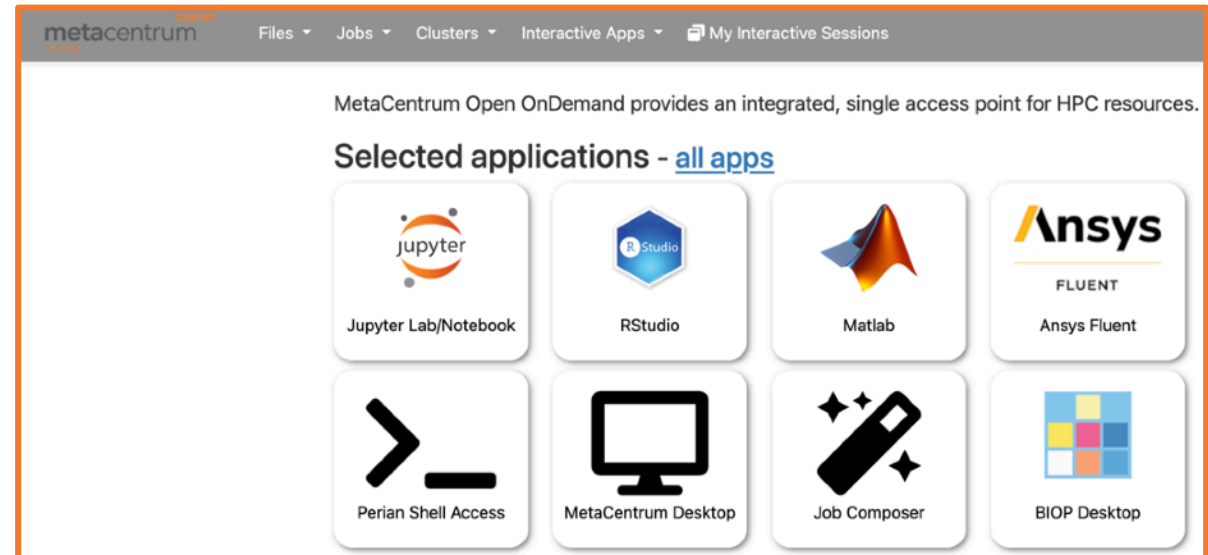 metacentrum
Files Jobs Clusters Interactive Apps My Interactive Sessions
MetaCentrum Open OnDemand provides an integrated, single access point for HPC resources.
Selected applications - all apps
jupyter
R Studio
Ansys
FLUENT
Jupyter Lab/Notebook
RStudio
Matlab
Ansys Fluent
Perian Shell Access
MetaCentrum Desktop
Job Composer
BIOP Desktop